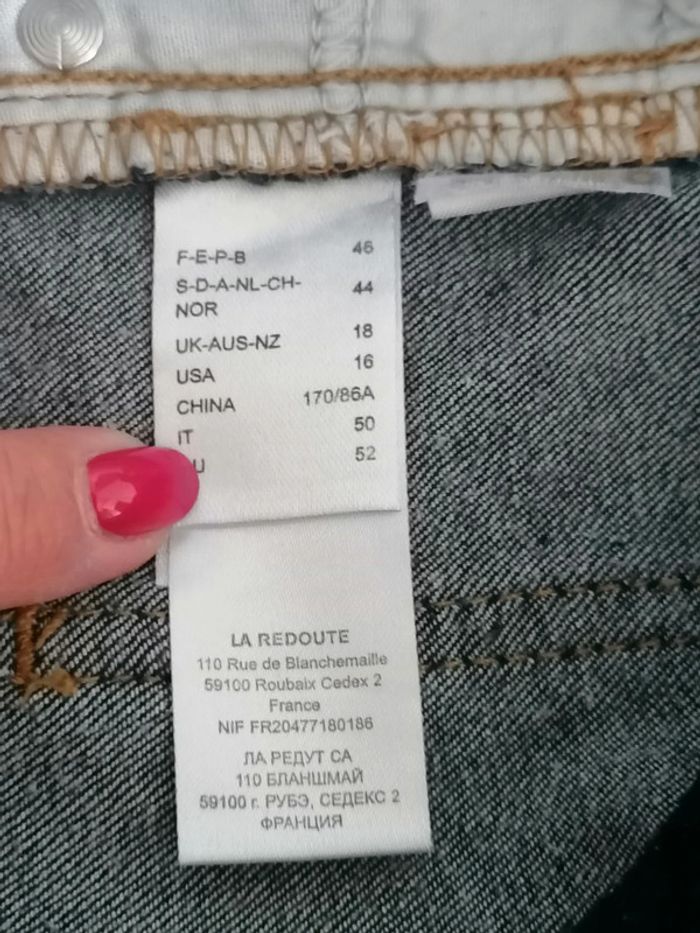 F-E-P-B 46
S-D-A-NL-CH-
NOR 44
UK-AUS-NZ 18
USA 16
CHINA 170/86A
IT 50
U 52
LA REDOUTE
110 Rue de Blanchemaille
59100 Roubaix Cedex 2
France
NIF FR20477180186
ЛА РЕДУТ СА
110 БЛАНШМАЙ
59100 г. РУБЭ, СЕДЕКС 2
ФРАНЦИЯ